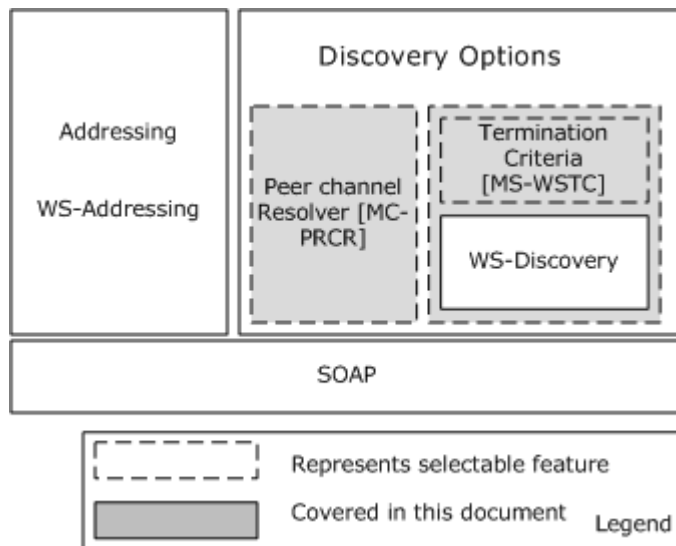 Addressing
WS-Addressing
Discovery Options
Peer channel
Resolver [MC-
PRCR]
Termination
Criteria
[MS-WSTC]
WS-Discovery
SOAP
Represents selectable feature
Covered in this document
Legend